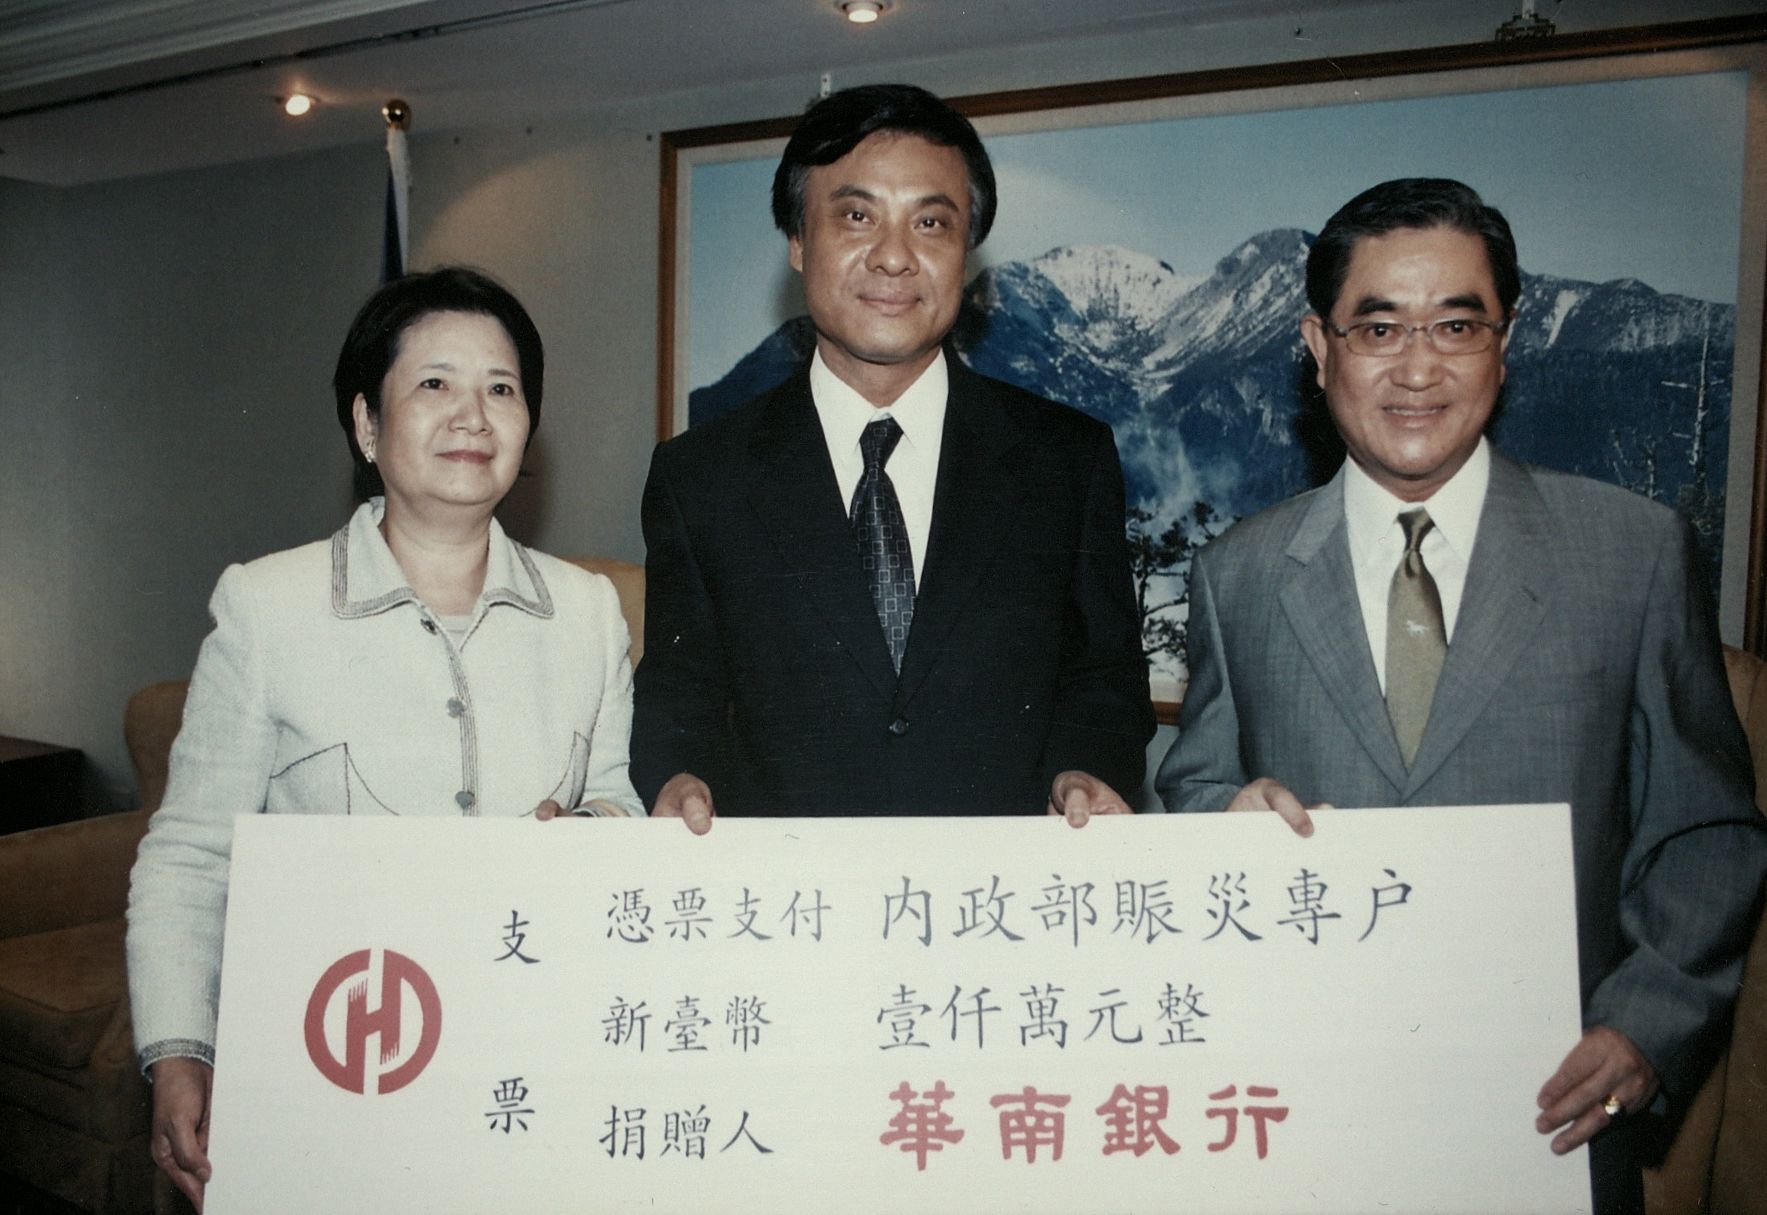 支票
憑票支付 內政部賑災專户
新臺幣 壹仟萬元整
捐贈人 華南銀行